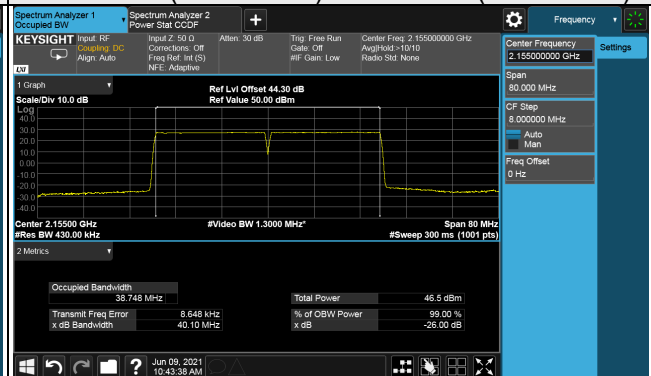 Spectrum Analyzer 1
Occupied BW
Spectrum Analyzer 2
Power Stat CCDF
Frequency
KEYSIGHT
Input: RF
Coupling: DC
Align: Auto
LXI
Input Z: 50 Ω
Corrections: Off
Freq Ref: Int (S)
NFE: Adaptive
Atten: 30 dB
Trig: Free Run
Gate: Off
#IF Gain: Low
Center Freq: 2.155000000 GHz
Avg|Hold:>10/10
Radio Std: None
Center Frequency
2.155000000 GHz
Settings
Span
80.000 MHz
CF Step
8.000000 MHz
Auto
Man
Freq Offset
0 Hz
1 Graph
Scale/Div 10.0 dB
Ref Lvl Offset 44.30 dB
Ref Value 50.00 dBm
Log
40.0
30.0
20.0
10.0
0.00
-10.0
-20.0
-30.0
-40.0
Center 2.15500 GHz
#Res BW 430.00 kHz
#Video BW 1.3000 MHz*
Span 80 MHz
#Sweep 300 ms (1001 pts)
2 Metrics
Occupied Bandwidth
38.748 MHz
Total Power 46.5 dBm
Transmit Freq Error 8.648 kHz
% of OBW Power 99.00 %
x dB Bandwidth 40.10 MHz
x dB -26.00 dB
?
Jun 09, 2021
10:43:38 AM